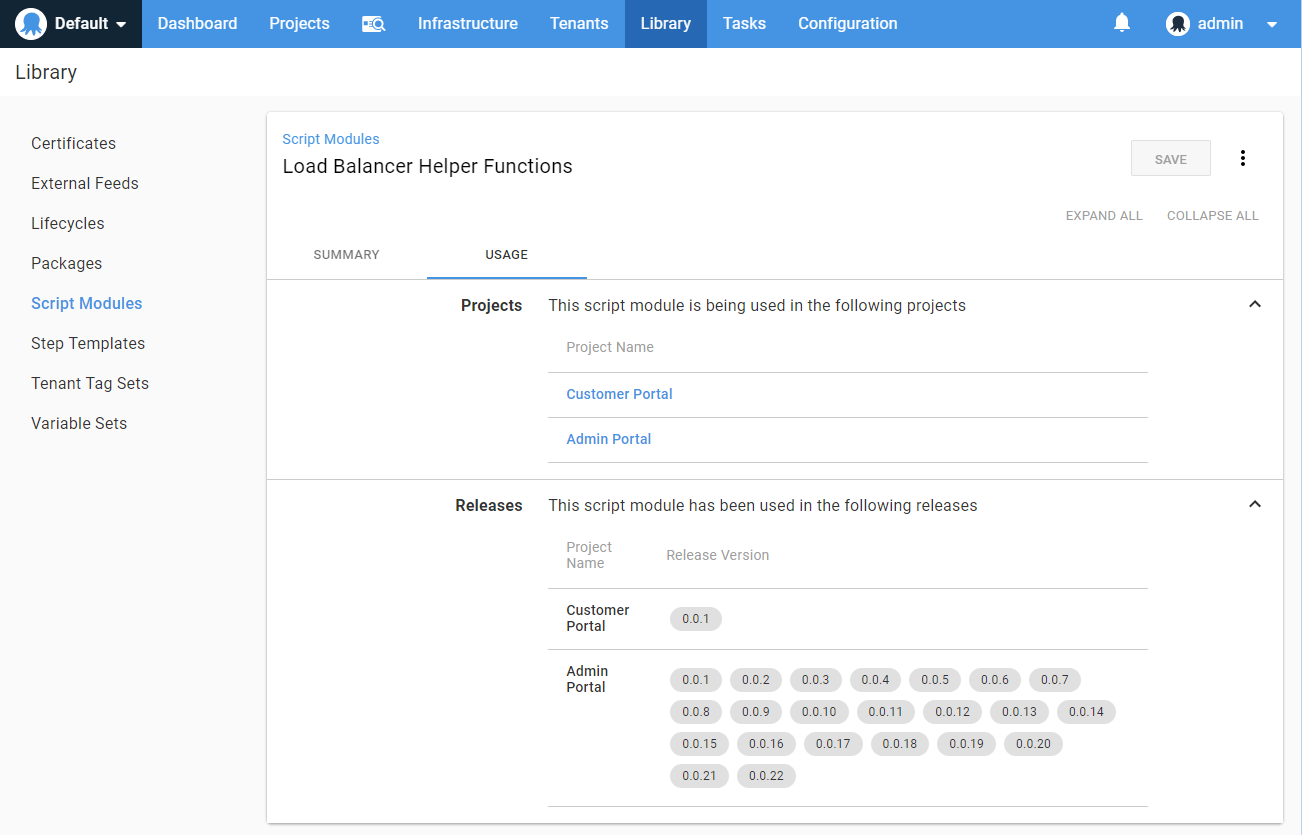 Default Dashboard Projects Infrastructure Tenants Library Tasks Configuration admin
Library
Certificates
External Feeds
Lifecycles
Packages
Script Modules
Step Templates
Tenant Tag Sets
Variable Sets
Script Modules
Load Balancer Helper Functions
SAVE
EXPAND ALL COLLAPSE ALL
SUMMARY USAGE
Projects This script module is being used in the following projects
Project Name
Customer Portal
Admin Portal
Releases This script module has been used in the following releases
Project
Name
Release Version
Customer
Portal
0.0.1
Admin
Portal
0.0.1 0.0.2 0.0.3 0.0.4 0.0.5 0.0.6 0.0.7
0.0.8 0.0.9 0.0.10 0.0.11 0.0.12 0.0.13 0.0.14
0.0.15 0.0.16 0.0.17 0.0.18 0.0.19 0.0.20
0.0.21 0.0.22